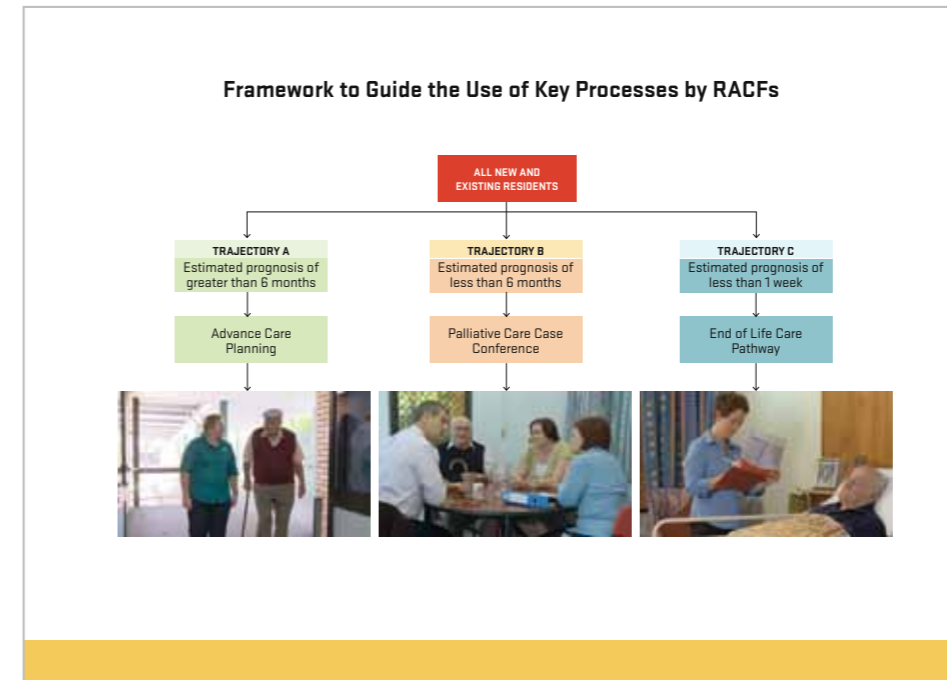 Framework to Guide the Use of Key Processes by RACFs
ALL NEW AND
EXISTING RESIDENTS
TRAJECTORY A
Estimated prognosis of
greater than 6 months
TRAJECTORY B
Estimated prognosis of
less than 6 months
TRAJECTORY C
Estimated prognosis of
less than 1 week
Advance Care
Planning
Palliative Care Case
Conference
End of Life Care
Pathway